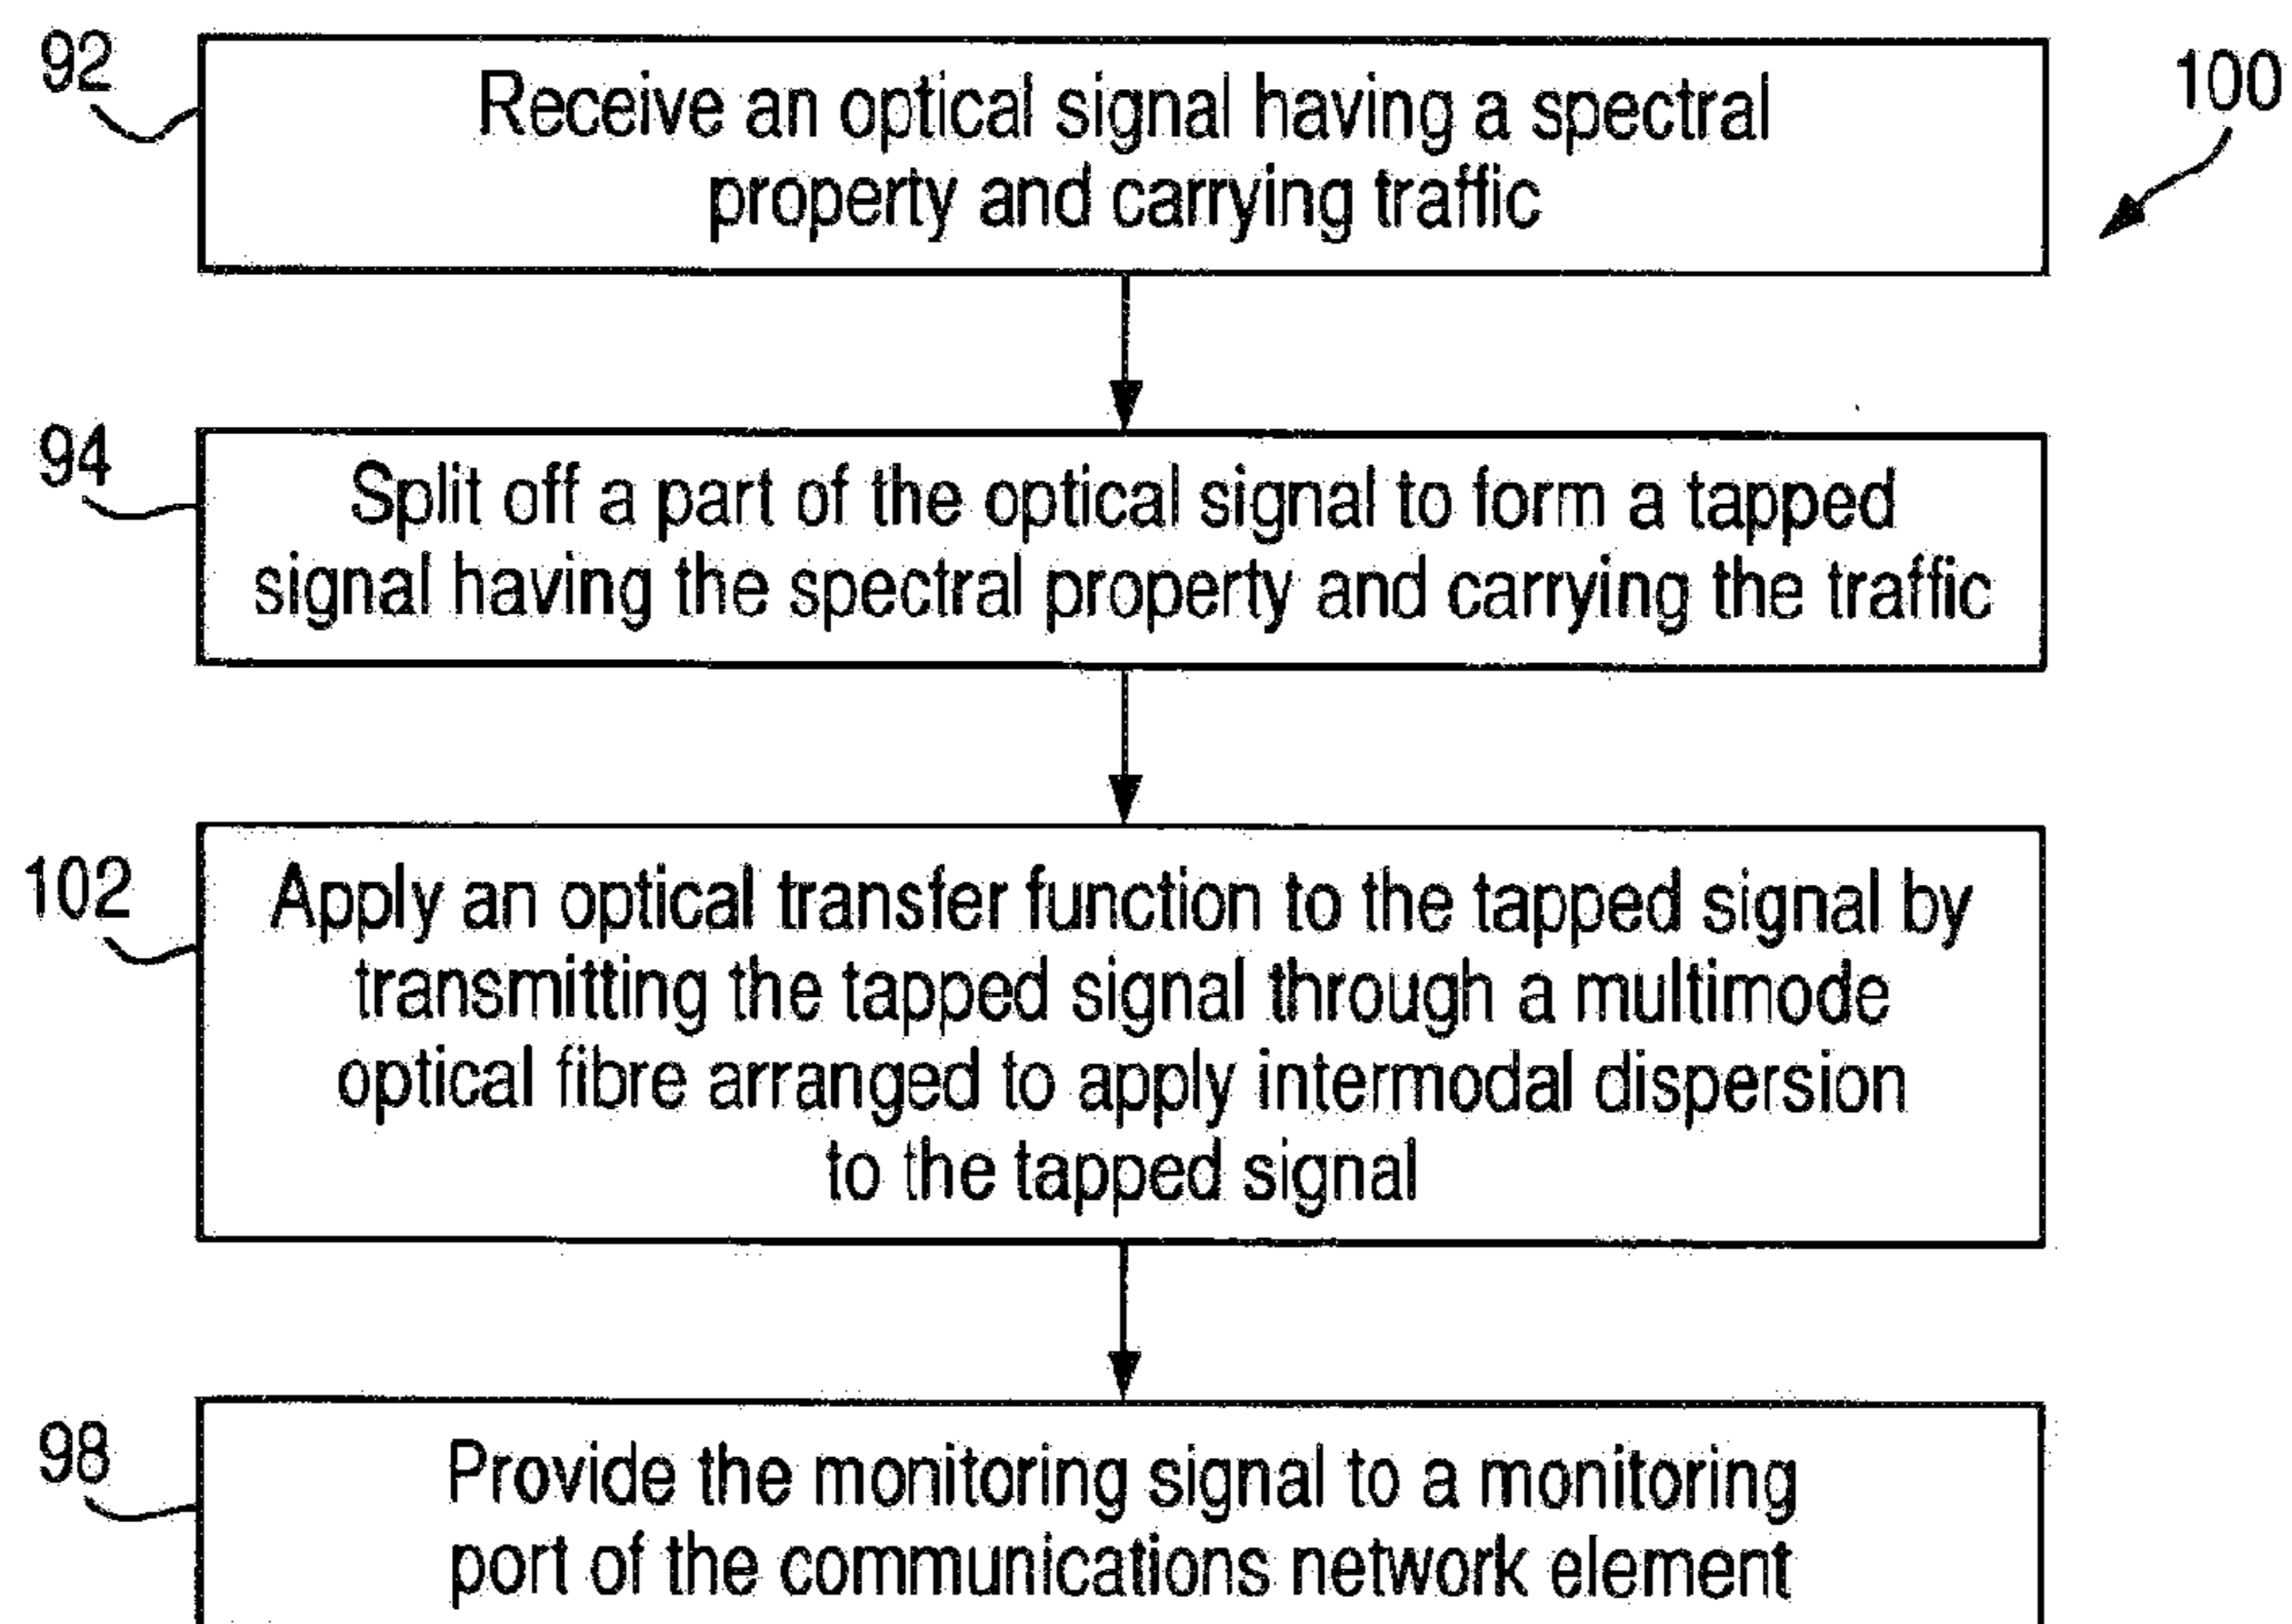 92
Receive an optical signal having a spectral
property and carrying traffic
100
94
Split off a part of the optical signal to form a tapped
signal having the spectral property and carrying the traffic
102
Apply an optical transfer function to the tapped signal by
transmitting the tapped signal through a multimode
optical fibre arranged to apply intermodal dispersion
to the tapped signal
98
Provide the monitoring signal to a monitoring
port of the communications network element